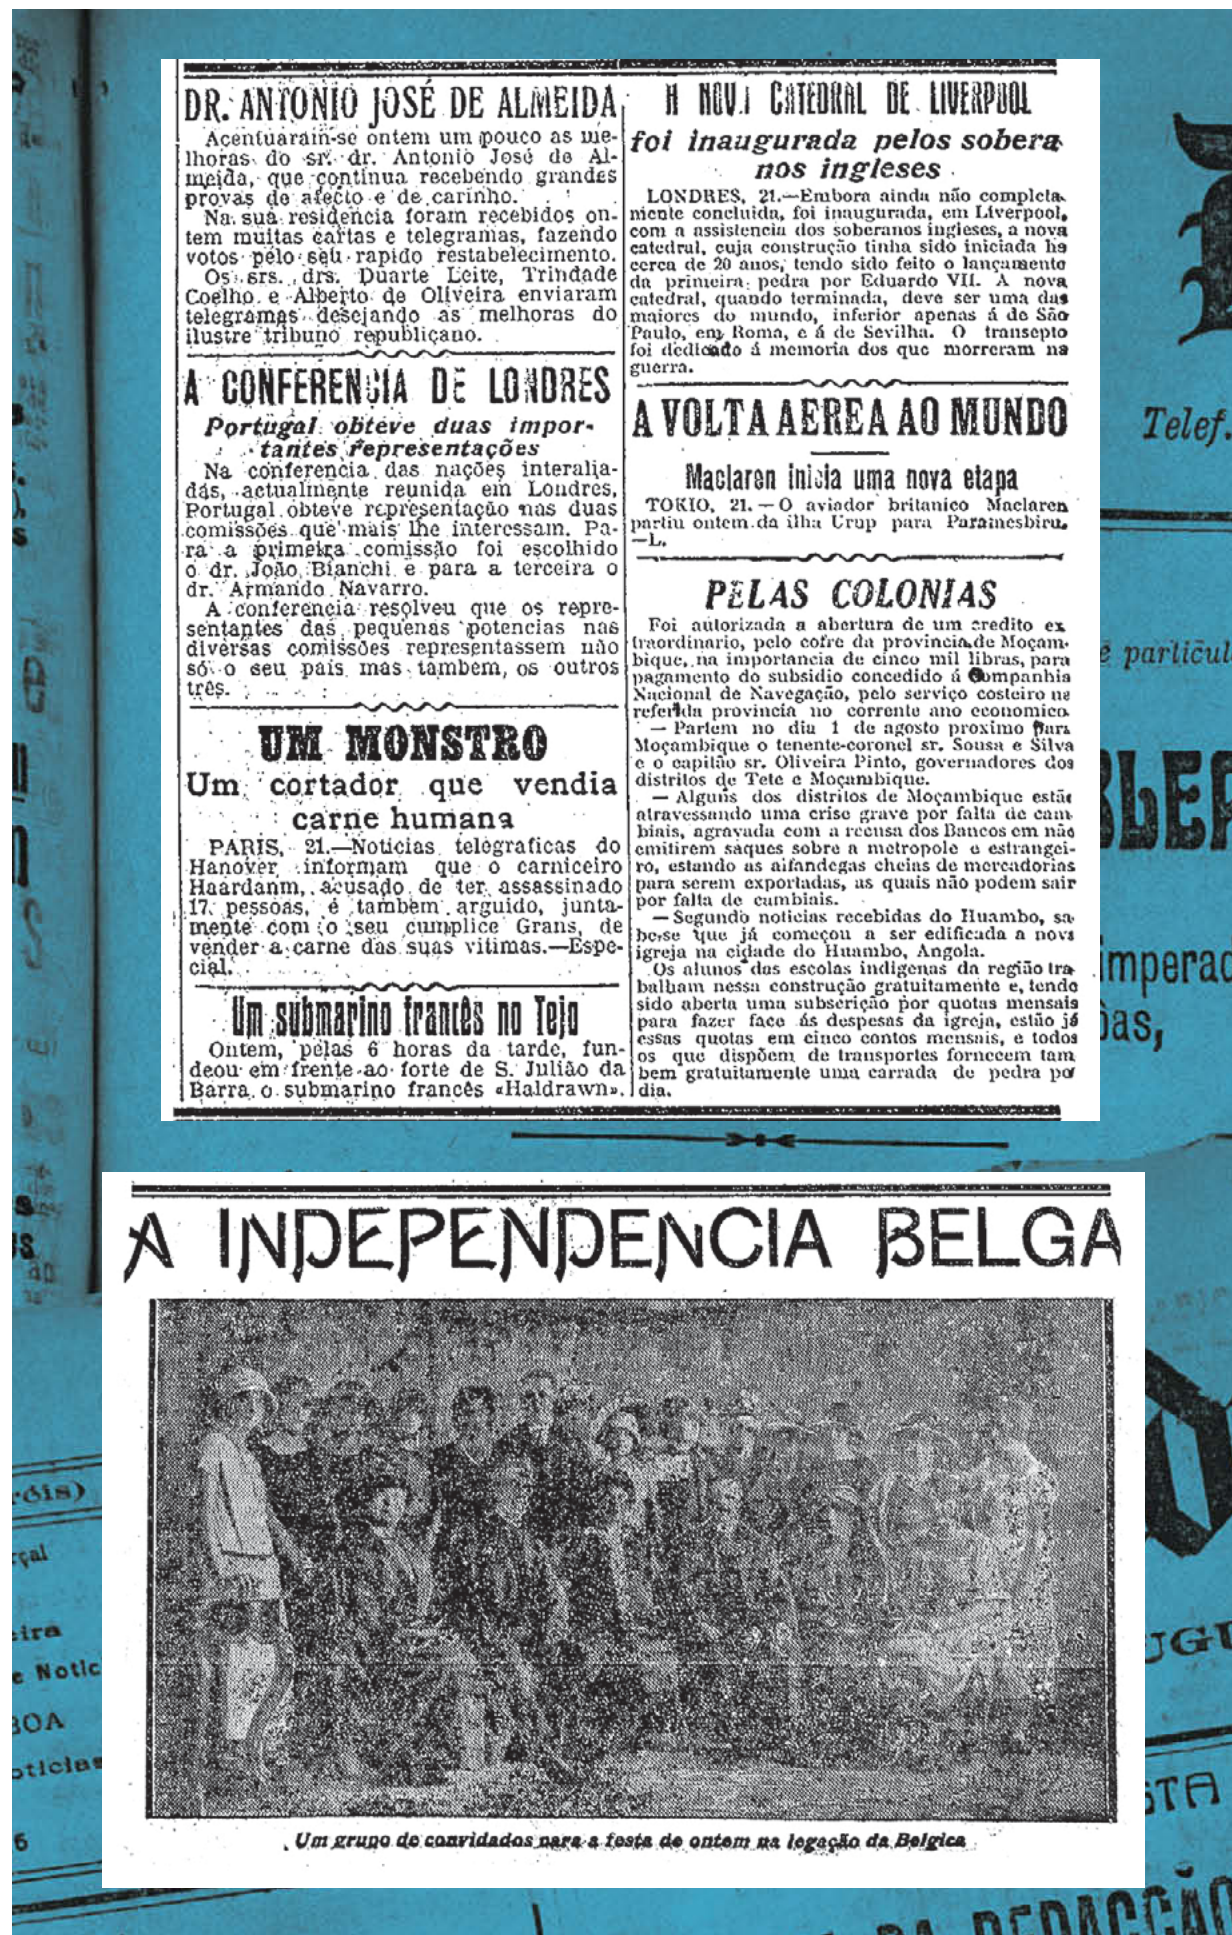 DR. ANTONIO JOSÉ DE ALMEIDA
Acentuaram-se ontem um pouco as me-
lhoras do sr. dr. Antonio José de Al-
meida, que continua recebendo grandes
provas de afecto e de carinho.
Na sua residencia foram recebidos on-
tem muitas cartas e telegramas, fazendo
votos pelo seu rapido restabelecimento.
Os srs. drs. Duarte Leite, Trindade
Coelho e Alberto de Oliveira enviaram
telegramas desejando as melhoras do
ilustre tribuno republicano.
A CONFERENCIA DE LONDRES
Portugal obteve duas impor-
tantes representações
Na conferencia das nações interalia-
das, actualmente reunida em Londres,
Portugal obteve representação nas duas
comissões que mais lhe interessam. Pa-
ra a primeira comissão foi escolhido
o dr. João Bianchi e para a terceira o
dr. Armando Navarro.
A conferencia resolveu que os repre-
sentantes das pequenas potencias nas
diversas comissões representassem não
só o seu país mas tambem os outros
três.
UM MONSTRO
Um cortador que vendia
carne humana
PARIS, 21.—Noticias telegraficas do
Hanover informam que o carniceiro
Haardanm, acusado de ter assassinado
17 pessoas, é tambem arguido, junta-
mente com o seu cumplice Grans, de
vender a carne das suas vitimas.—Espe-
cial.
Um submarino francês no Tejo
Ontem, pelas 6 horas da tarde, fun-
deou em frente ao forte de S. Julião da
Barra o submarino francês «Haldrawn».
A NOVA CATEDRAL DE LIVERPOOL
foi inaugurada pelos sobera
nos ingleses
LONDRES, 21.—Embora ainda não completa-
mente concluida, foi inaugurada, em Liverpool,
com a assistencia dos soberanos ingleses, a nova
catedral, cuja construção tinha sido iniciada ha
cerca de 20 anos, tendo sido feito o lançamento
da primeira pedra por Eduardo VII. A nova
catedral, quando terminada, deve ser uma das
maiores do mundo, inferior apenas á de São
Paulo, em Roma, e á de Sevilha. O transepto
foi dedicado á memoria dos que morreram na
guerra.
A VOLTA AEREA AO MUNDO
Maclaren inicia uma nova etapa
TOKIO, 21.—O aviador britanico Maclaren
partiu ontem da ilha Urup para Paramesbiru.
—L.
PELAS COLONIAS
Foi autorizada a abertura de um credito ex
traordinario, pelo cofre da provincia de Moçam-
bique, na importancia de cinco mil libras, para
pagamento do subsidio concedido á Companhia
Nacional de Navegação, pelo serviço costeiro na
referida provincia no corrente ano economico.
— Partem no dia 1 de agosto proximo para
Moçambique o tenente-coronel sr. Sousa e Silva
e o capitão sr. Oliveira Pinto, governadores dos
distritos de Tete e Moçambique.
— Alguns dos distritos de Moçambique estão
atravessando uma crise grave por falta de cam
biais, agravada com a recusa dos Bancos em não
emitirem saques sobre a metropole e estrangei-
ro, estando as alfandegas cheias de mercadorias
para serem exportadas, as quais não podem sair
por falta de cambiais.
— Segundo noticias recebidas do Huambo, sa
be-se que já começou a ser edificada a nova
igreja na cidade do Huambo, Angola.
Os alunos das escolas indigenas da região tra
balham nessa construção gratuitamente e, tendo
sido aberta uma subscrição por quotas mensais
para fazer face ás despesas da igreja, estão já
essas quotas em cinco contos mensais, e todos
os que dispõem de transportes fornecem tam
bem gratuitamente uma carrada de pedra por
dia.
A INDEPENDENCIA BELGA
Um grupo de convidados para a festa de ontem na legação da Belgica
Telef.
e particul
imperad
oas,
róis)
rçal
eira
e Notic
BOA
oticias
6
UGU
STA
DA REDACÇÃO